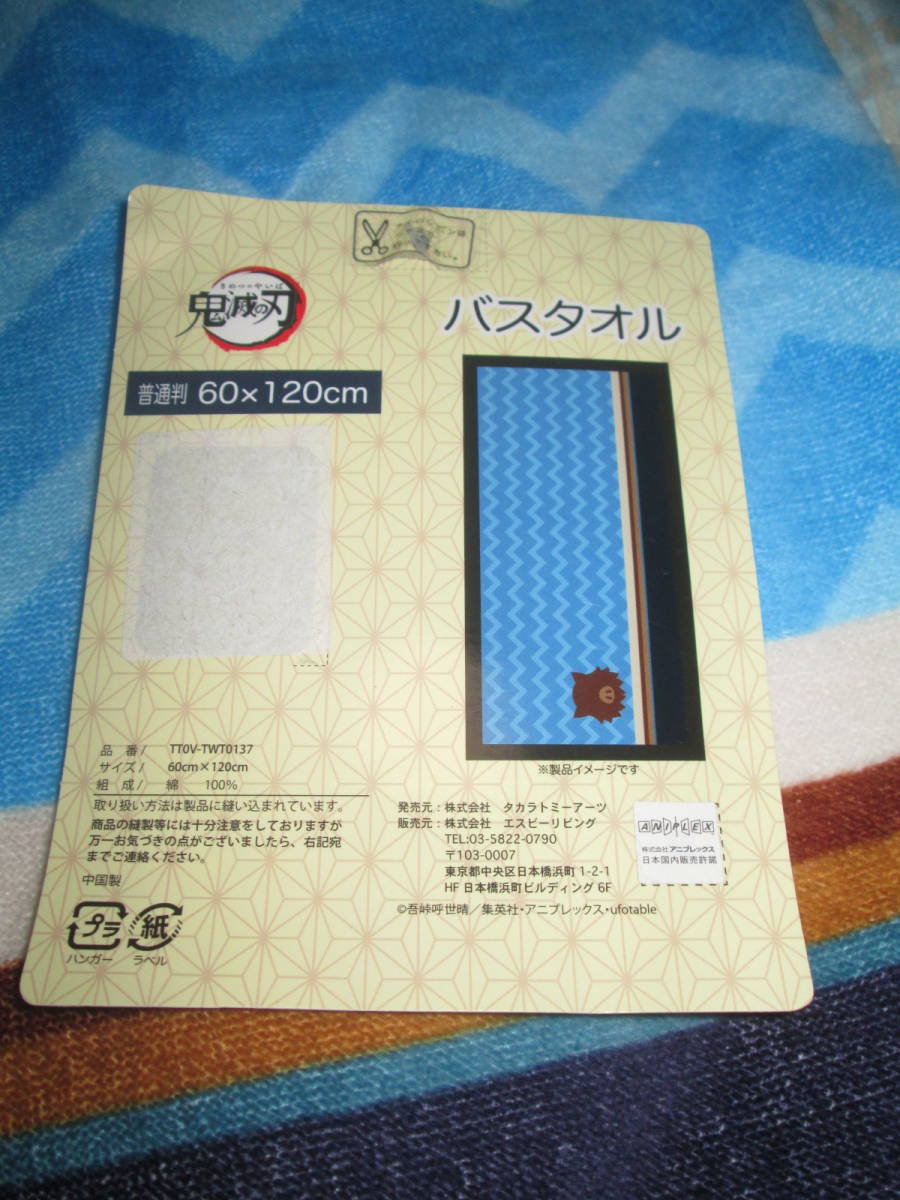 きめつのやいば
鬼滅の刃
バスタオル
普通判 60×120cm
※製品イメージです
品 番/ TT0V-TWT0137
サイズ/ 60cm×120cm
組 成/ 綿 100%
取り扱い方法は製品に縫い込まれています。
商品の縫製等には十分注意をしておりますが
万一お気づきの点がございましたら、右記宛
までご連絡ください。
中国製
プラ 紙
ハンガー ラベル
発売元:株式会社 タカラトミーアーツ
販売元:株式会社 エスビーリビング
TEL:03-5822-0790
〒103-0007
東京都中央区日本橋浜町1-2-1
HF 日本橋浜町ビルディング 6F
©吾峠呼世晴/集英社・アニプレックス・ufotable
ANIPLEX
株式会社アニプレックス
日本国内販売許諾